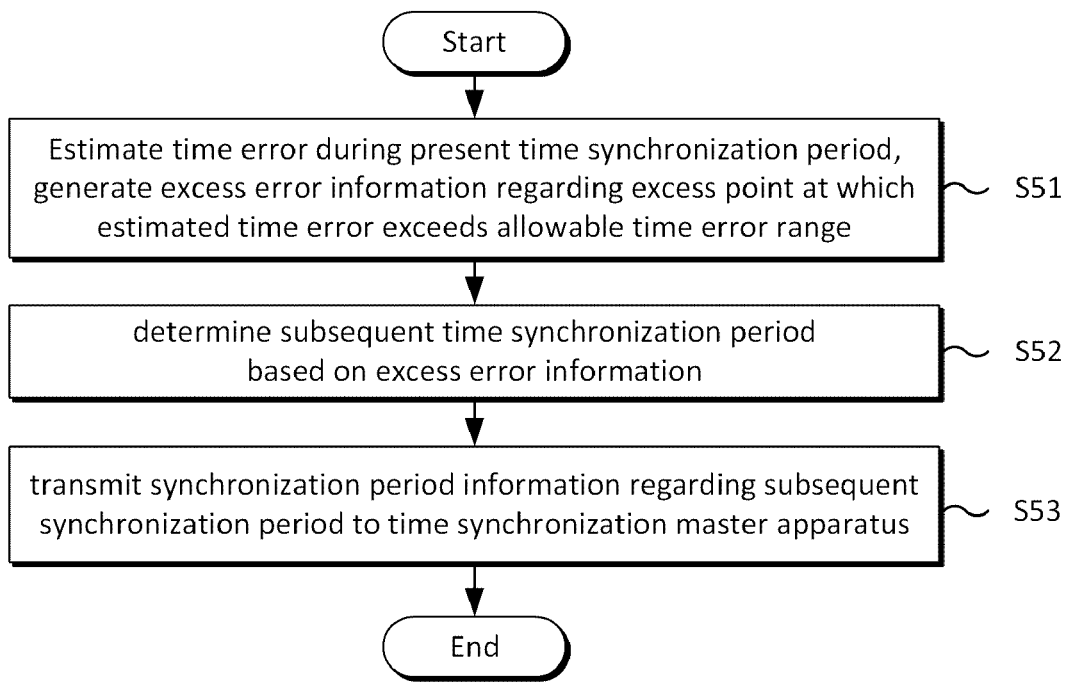 Start
Estimate time error during present time synchronization period,
generate excess error information regarding excess point at which
estimated time error exceeds allowable time error range
S51
determine subsequent time synchronization period
based on excess error information
S52
transmit synchronization period information regarding subsequent
synchronization period to time synchronization master apparatus
S53
End